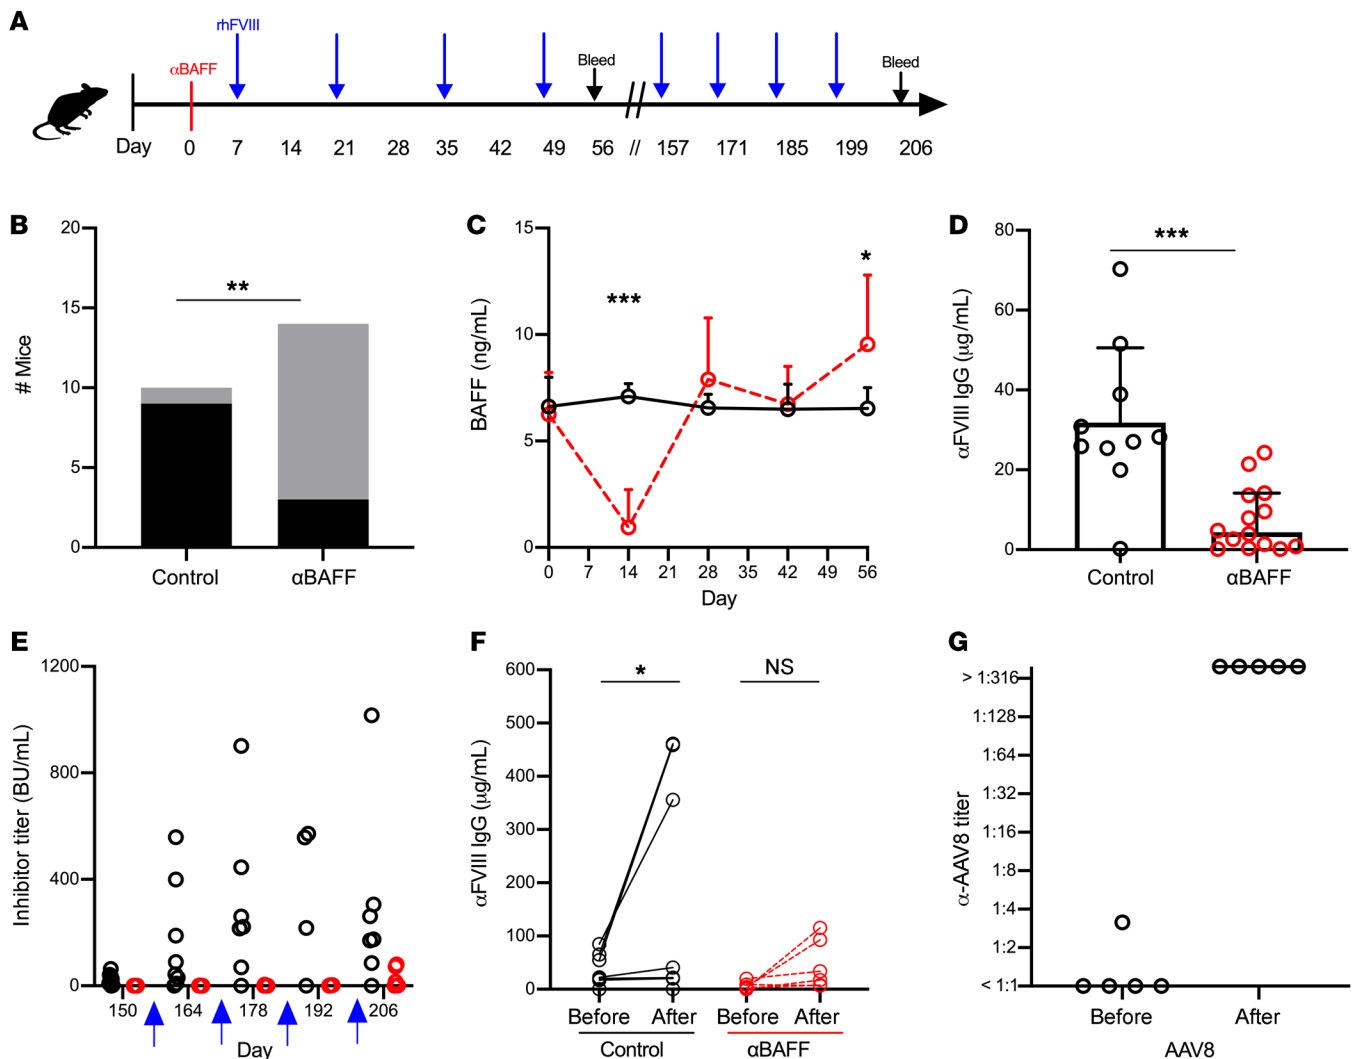 A
rhFVIII
αBAFF
Bleed
Bleed
Day 0 7 14 21 28 35 42 49 56 // 157 171 185 199 206
B
# Mice
20
15
10
5
0
**
Control αBAFF
C
BAFF (ng/mL)
15
10
5
0
***
*
0 7 14 21 28 35 42 49 56
Day
D
αFVIII IgG (μg/mL)
80
60
40
20
0
***
Control αBAFF
E
Inhibitor titer (BU/mL)
1200
800
400
0
150 164 178 192 206
Day
F
αFVIII IgG (μg/mL)
600
500
400
300
200
100
0
* NS
Before After Before After
Control αBAFF
G
α-AAV8 titer
> 1:316
1:128
1:64
1:32
1:16
1:8
1:4
1:2
< 1:1
Before After
AAV8